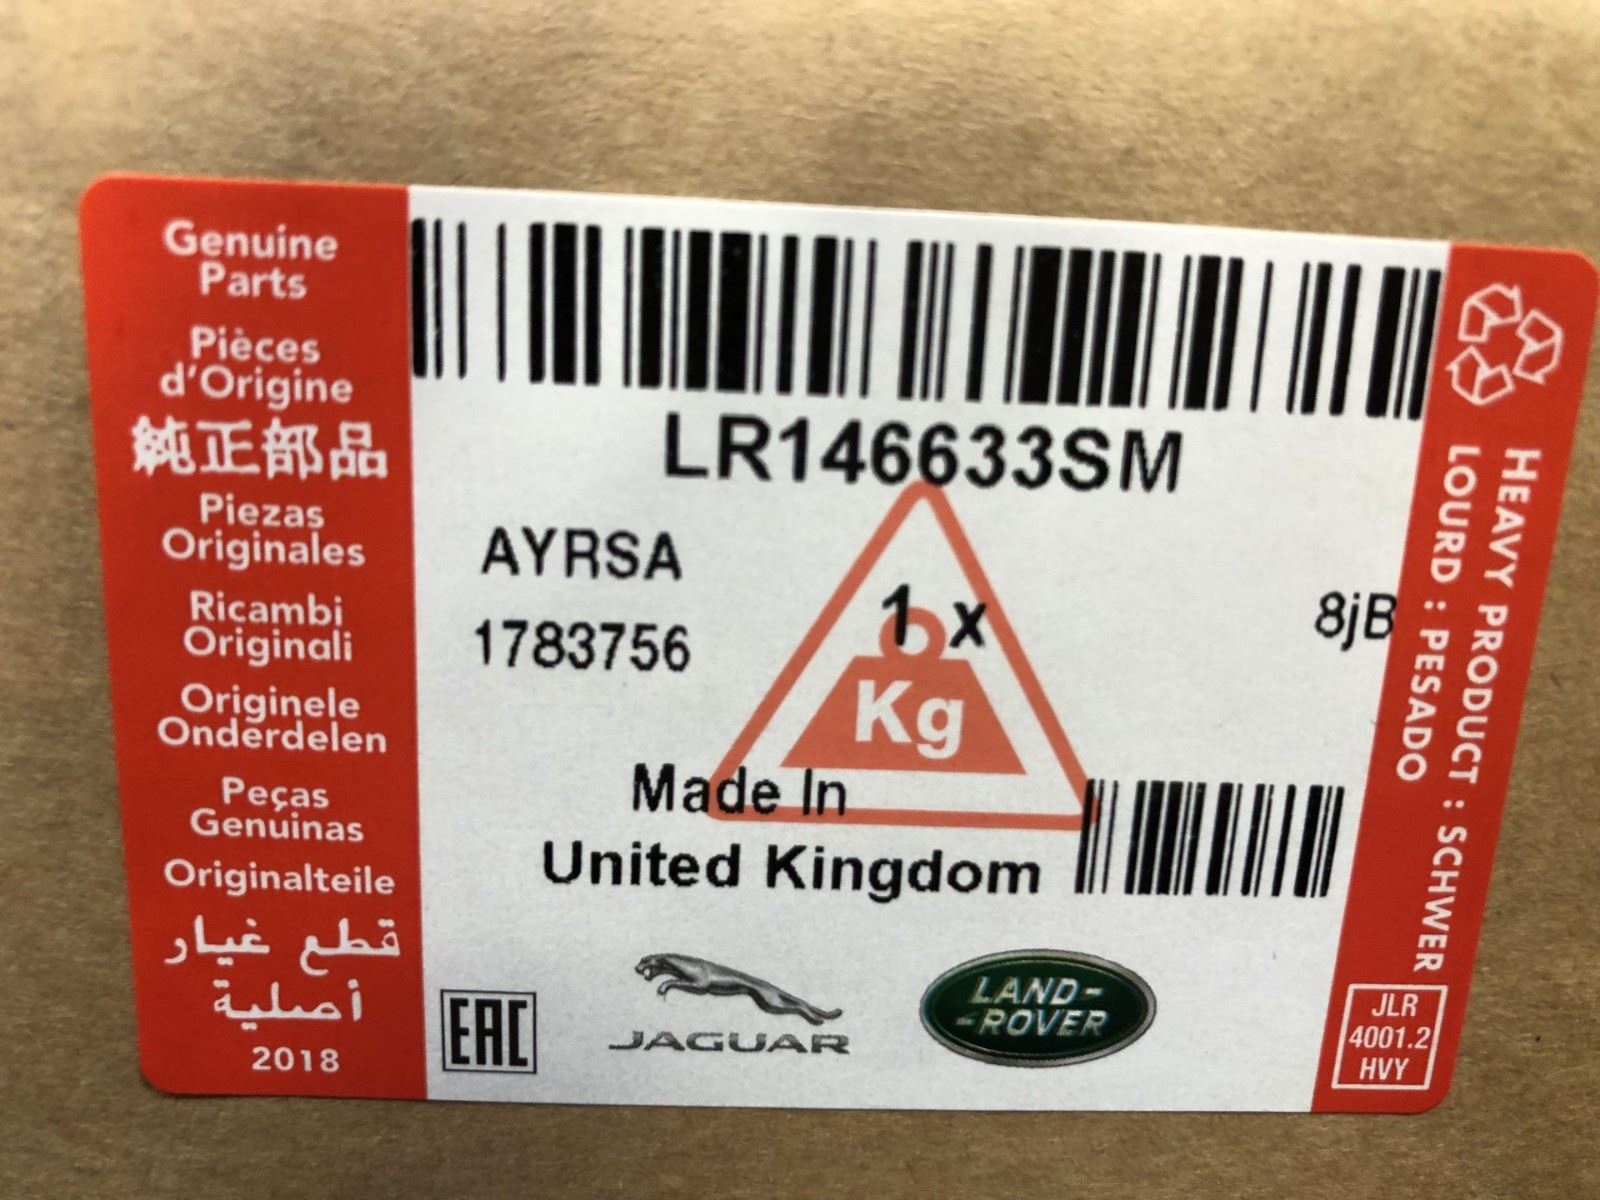 Genuine
Parts
Pièces
d'Origine
純正部品
Piezas
Originales
Ricambi
Originali
Originele
Onderdelen
Peças
Genuinas
Originalteile
قطع غيار
أصلية
2018
LR146633SM
AYRSA
1 x
8jB
1783756
Kg
Made In
United Kingdom
EAC
JAGUAR
LAND-
-ROVER
HEAVY PRODUCT : SCHWER
LOURD : PESADO
JLR
4001.2
HVY